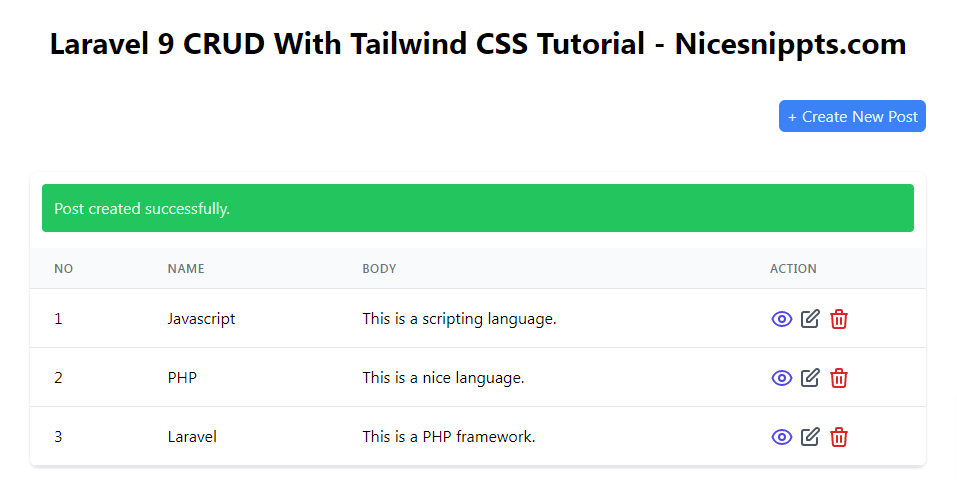 Laravel 9 CRUD With Tailwind CSS Tutorial - Nicesnippts.com
+ Create New Post
Post created successfully.
NO NAME BODY ACTION
1 Javascript This is a scripting language.
2 PHP This is a nice language.
3 Laravel This is a PHP framework.